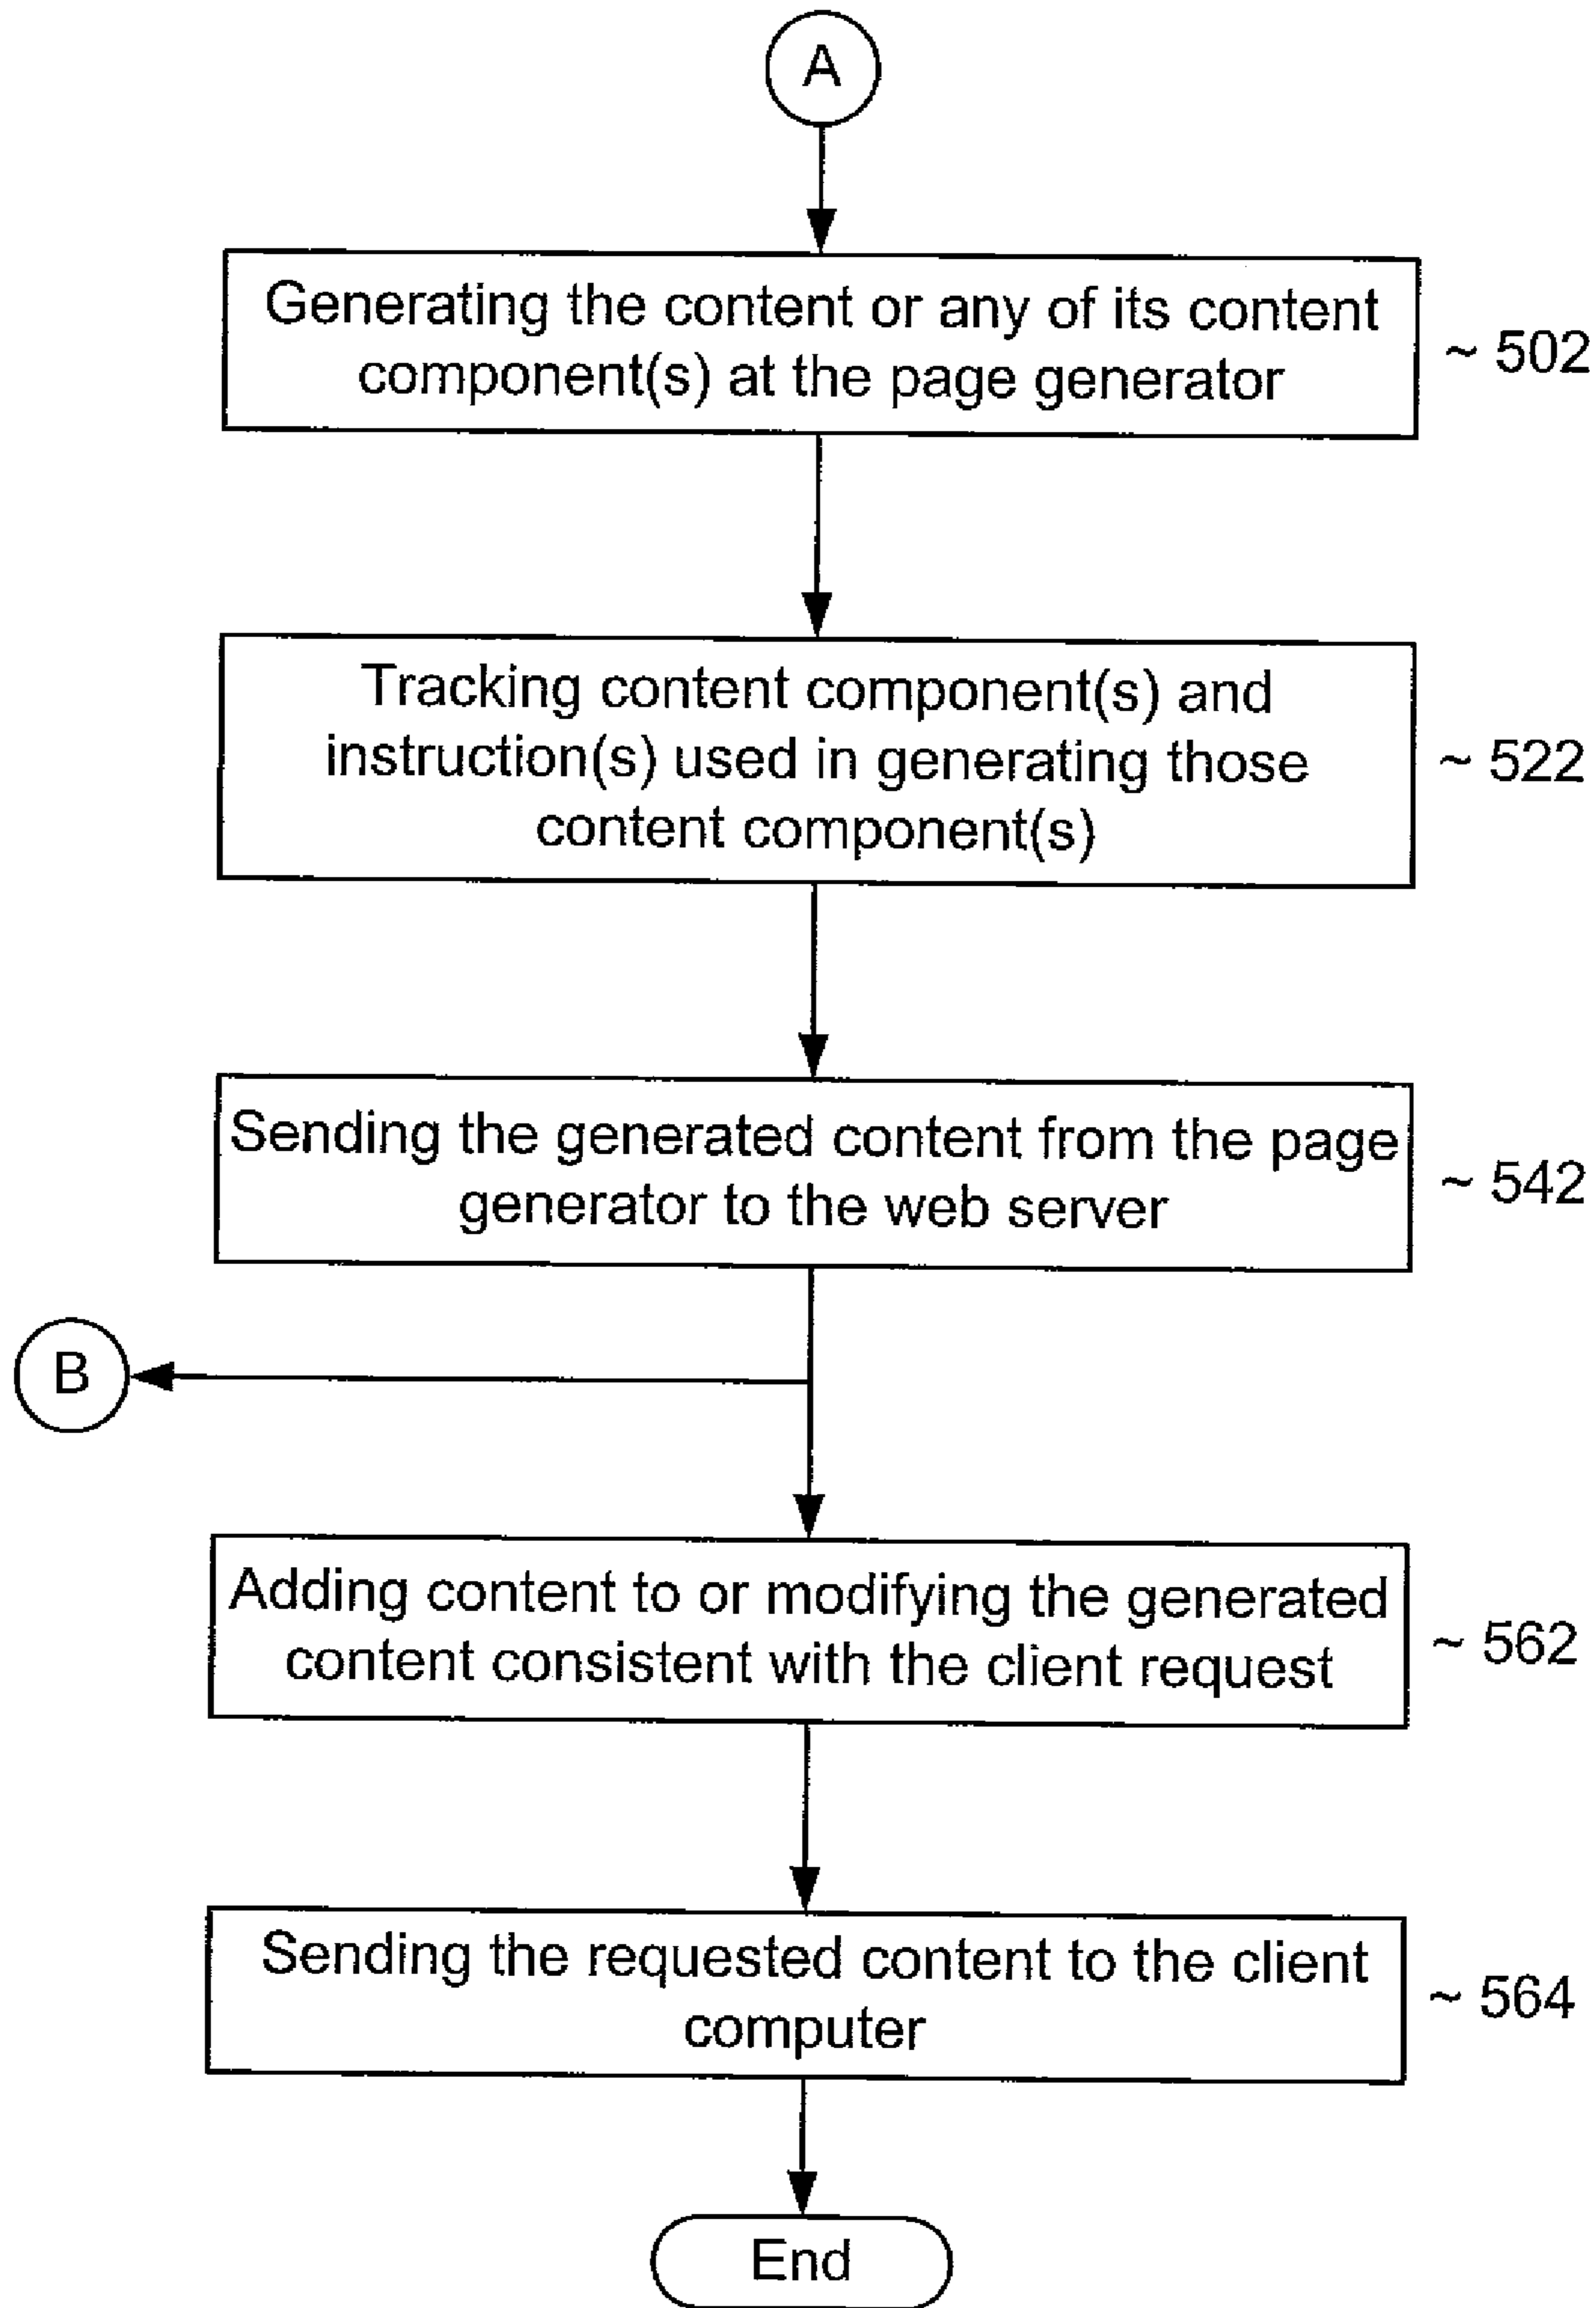 A
Generating the content or any of its content
component(s) at the page generator
~ 502
Tracking content component(s) and
instruction(s) used in generating those
content component(s)
~ 522
Sending the generated content from the page
generator to the web server
~ 542
B
Adding content to or modifying the generated
content consistent with the client request
~ 562
Sending the requested content to the client
computer
~ 564
End